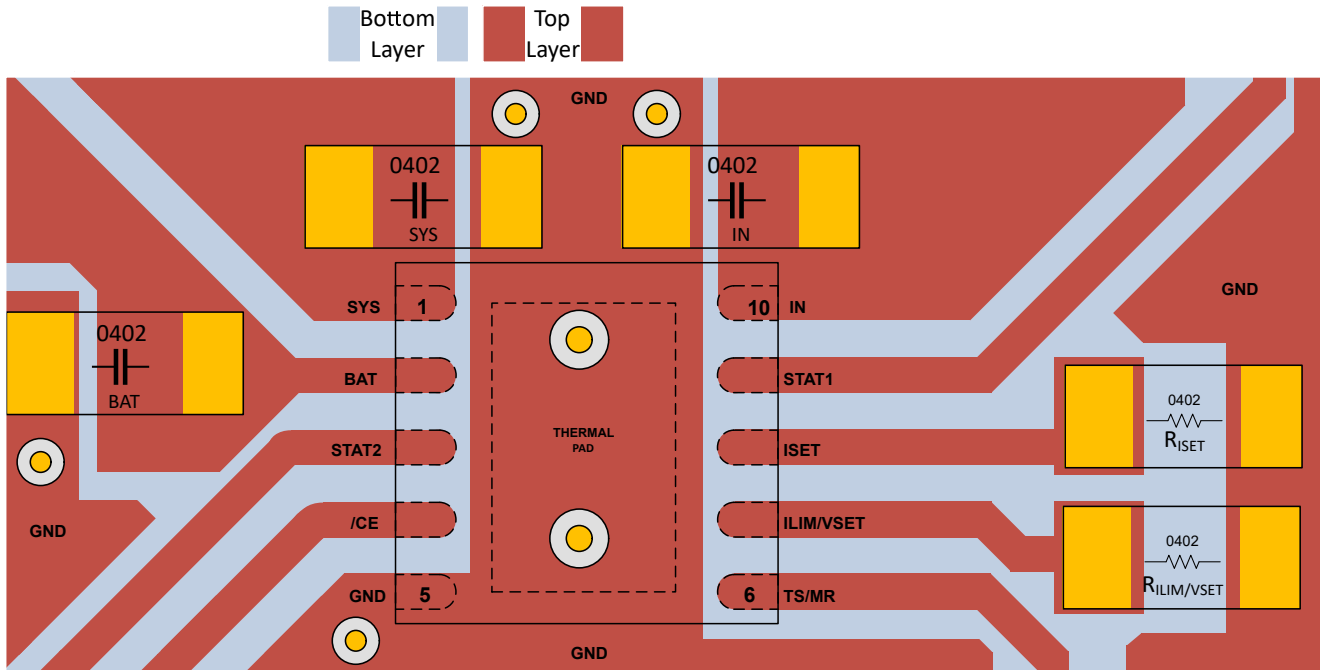 Bottom
Layer
Top
Layer
GND
0402
SYS
0402
IN
SYS
1
10
IN
GND
0402
BAT
BAT
STAT1
0402
RISET
THERMAL
PAD
STAT2
ISET
GND
/CE
ILIM/VSET
0402
RILIM/VSET
GND
5
6
TS/MR
GND